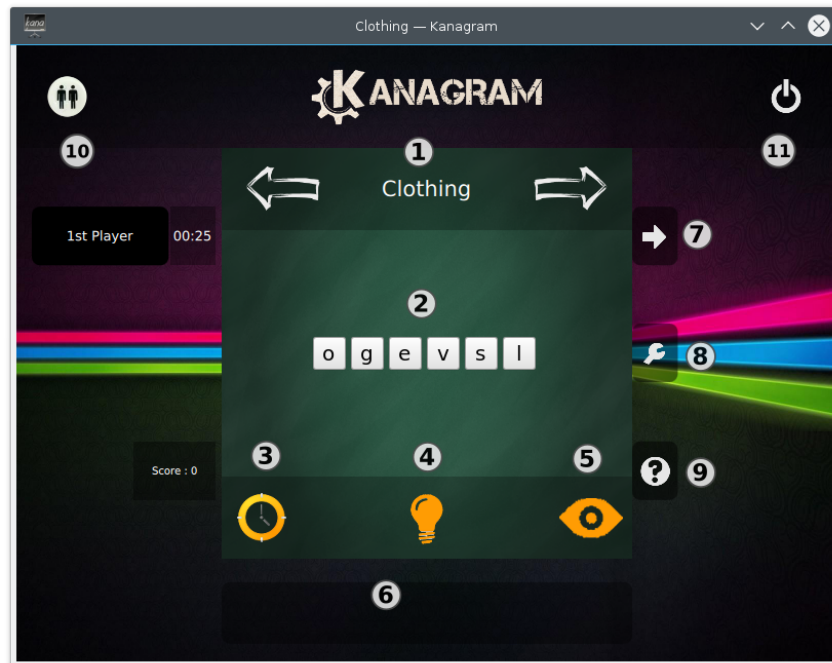 kana
Clothing — Kanagram
KANAGRAM
10
1
11
Clothing
1st Player
00:25
7
2
o g e v s l
8
3
4
5
Score : 0
9
?
6